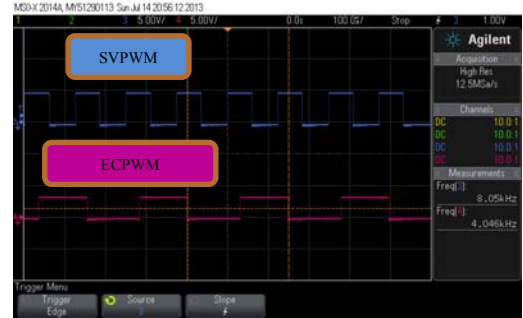 MSO-X 2014A, MY51290113: Sun Jul 14 20:56:12 2013
1 2 3 5.00V/ 4 5.00V/ 0.0s 100.0s/ Stop 3 1.00V
SVPWM
ECPWM
Agilent
Acquisition
High Res
12.5MSa/s
Channels
DC 10.0:1
DC 10.0:1
DC 10.0:1
DC 10.0:1
Measurements
Freq(3):
8.05kHz
Freq(4):
4.046kHz
Trigger Menu
Trigger
Edge
Source
3
Slope